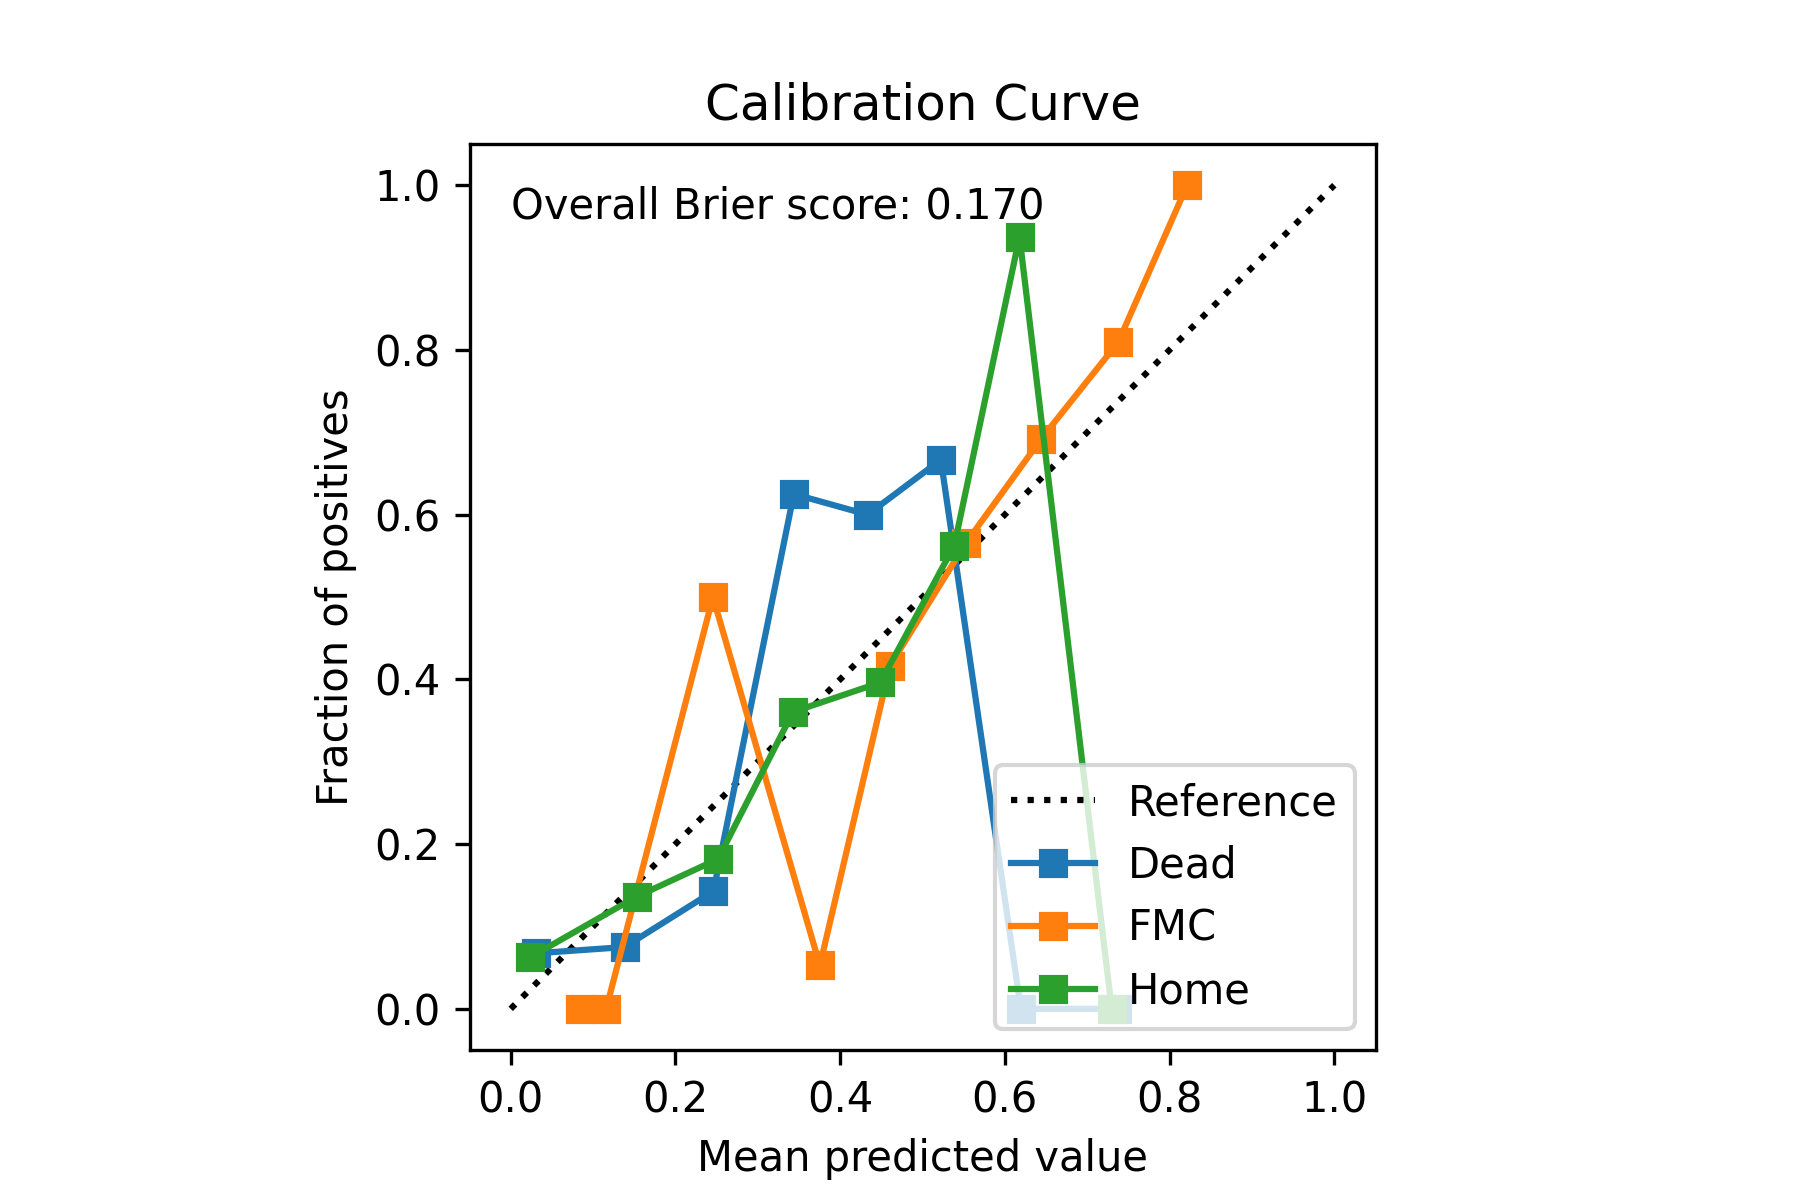 Calibration Curve
Overall Brier score: 0.170
1.0
0.8
0.6
0.4
0.2
0.0
Fraction of positives
Reference
Dead
FMC
Home
0.0 0.2 0.4 0.6 0.8 1.0
Mean predicted value